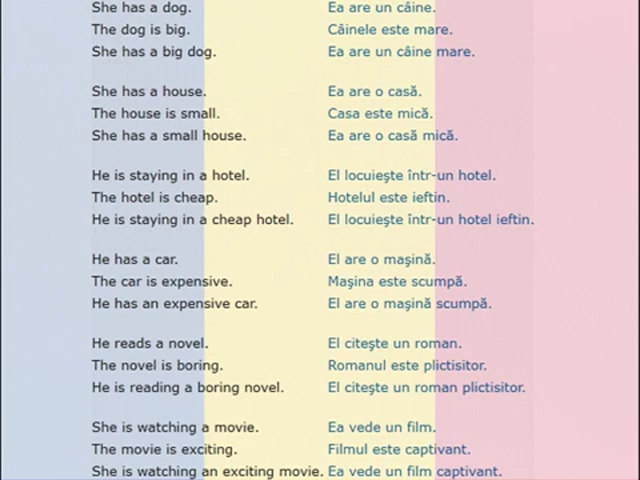 She has a dog. Ea are un câine.
The dog is big. Câinele este mare.
She has a big dog. Ea are un câine mare.
She has a house. Ea are o casă.
The house is small. Casa este mică.
She has a small house. Ea are o casă mică.
He is staying in a hotel. El locuieşte într-un hotel.
The hotel is cheap. Hotelul este ieftin.
He is staying in a cheap hotel. El locuieşte într-un hotel ieftin.
He has a car. El are o maşină.
The car is expensive. Maşina este scumpă.
He has an expensive car. El are o maşină scumpă.
He reads a novel. El citeşte un roman.
The novel is boring. Romanul este plictisitor.
He is reading a boring novel. El citeşte un roman plictisitor.
She is watching a movie. Ea vede un film.
The movie is exciting. Filmul este captivant.
She is watching an exciting movie. Ea vede un film captivant.